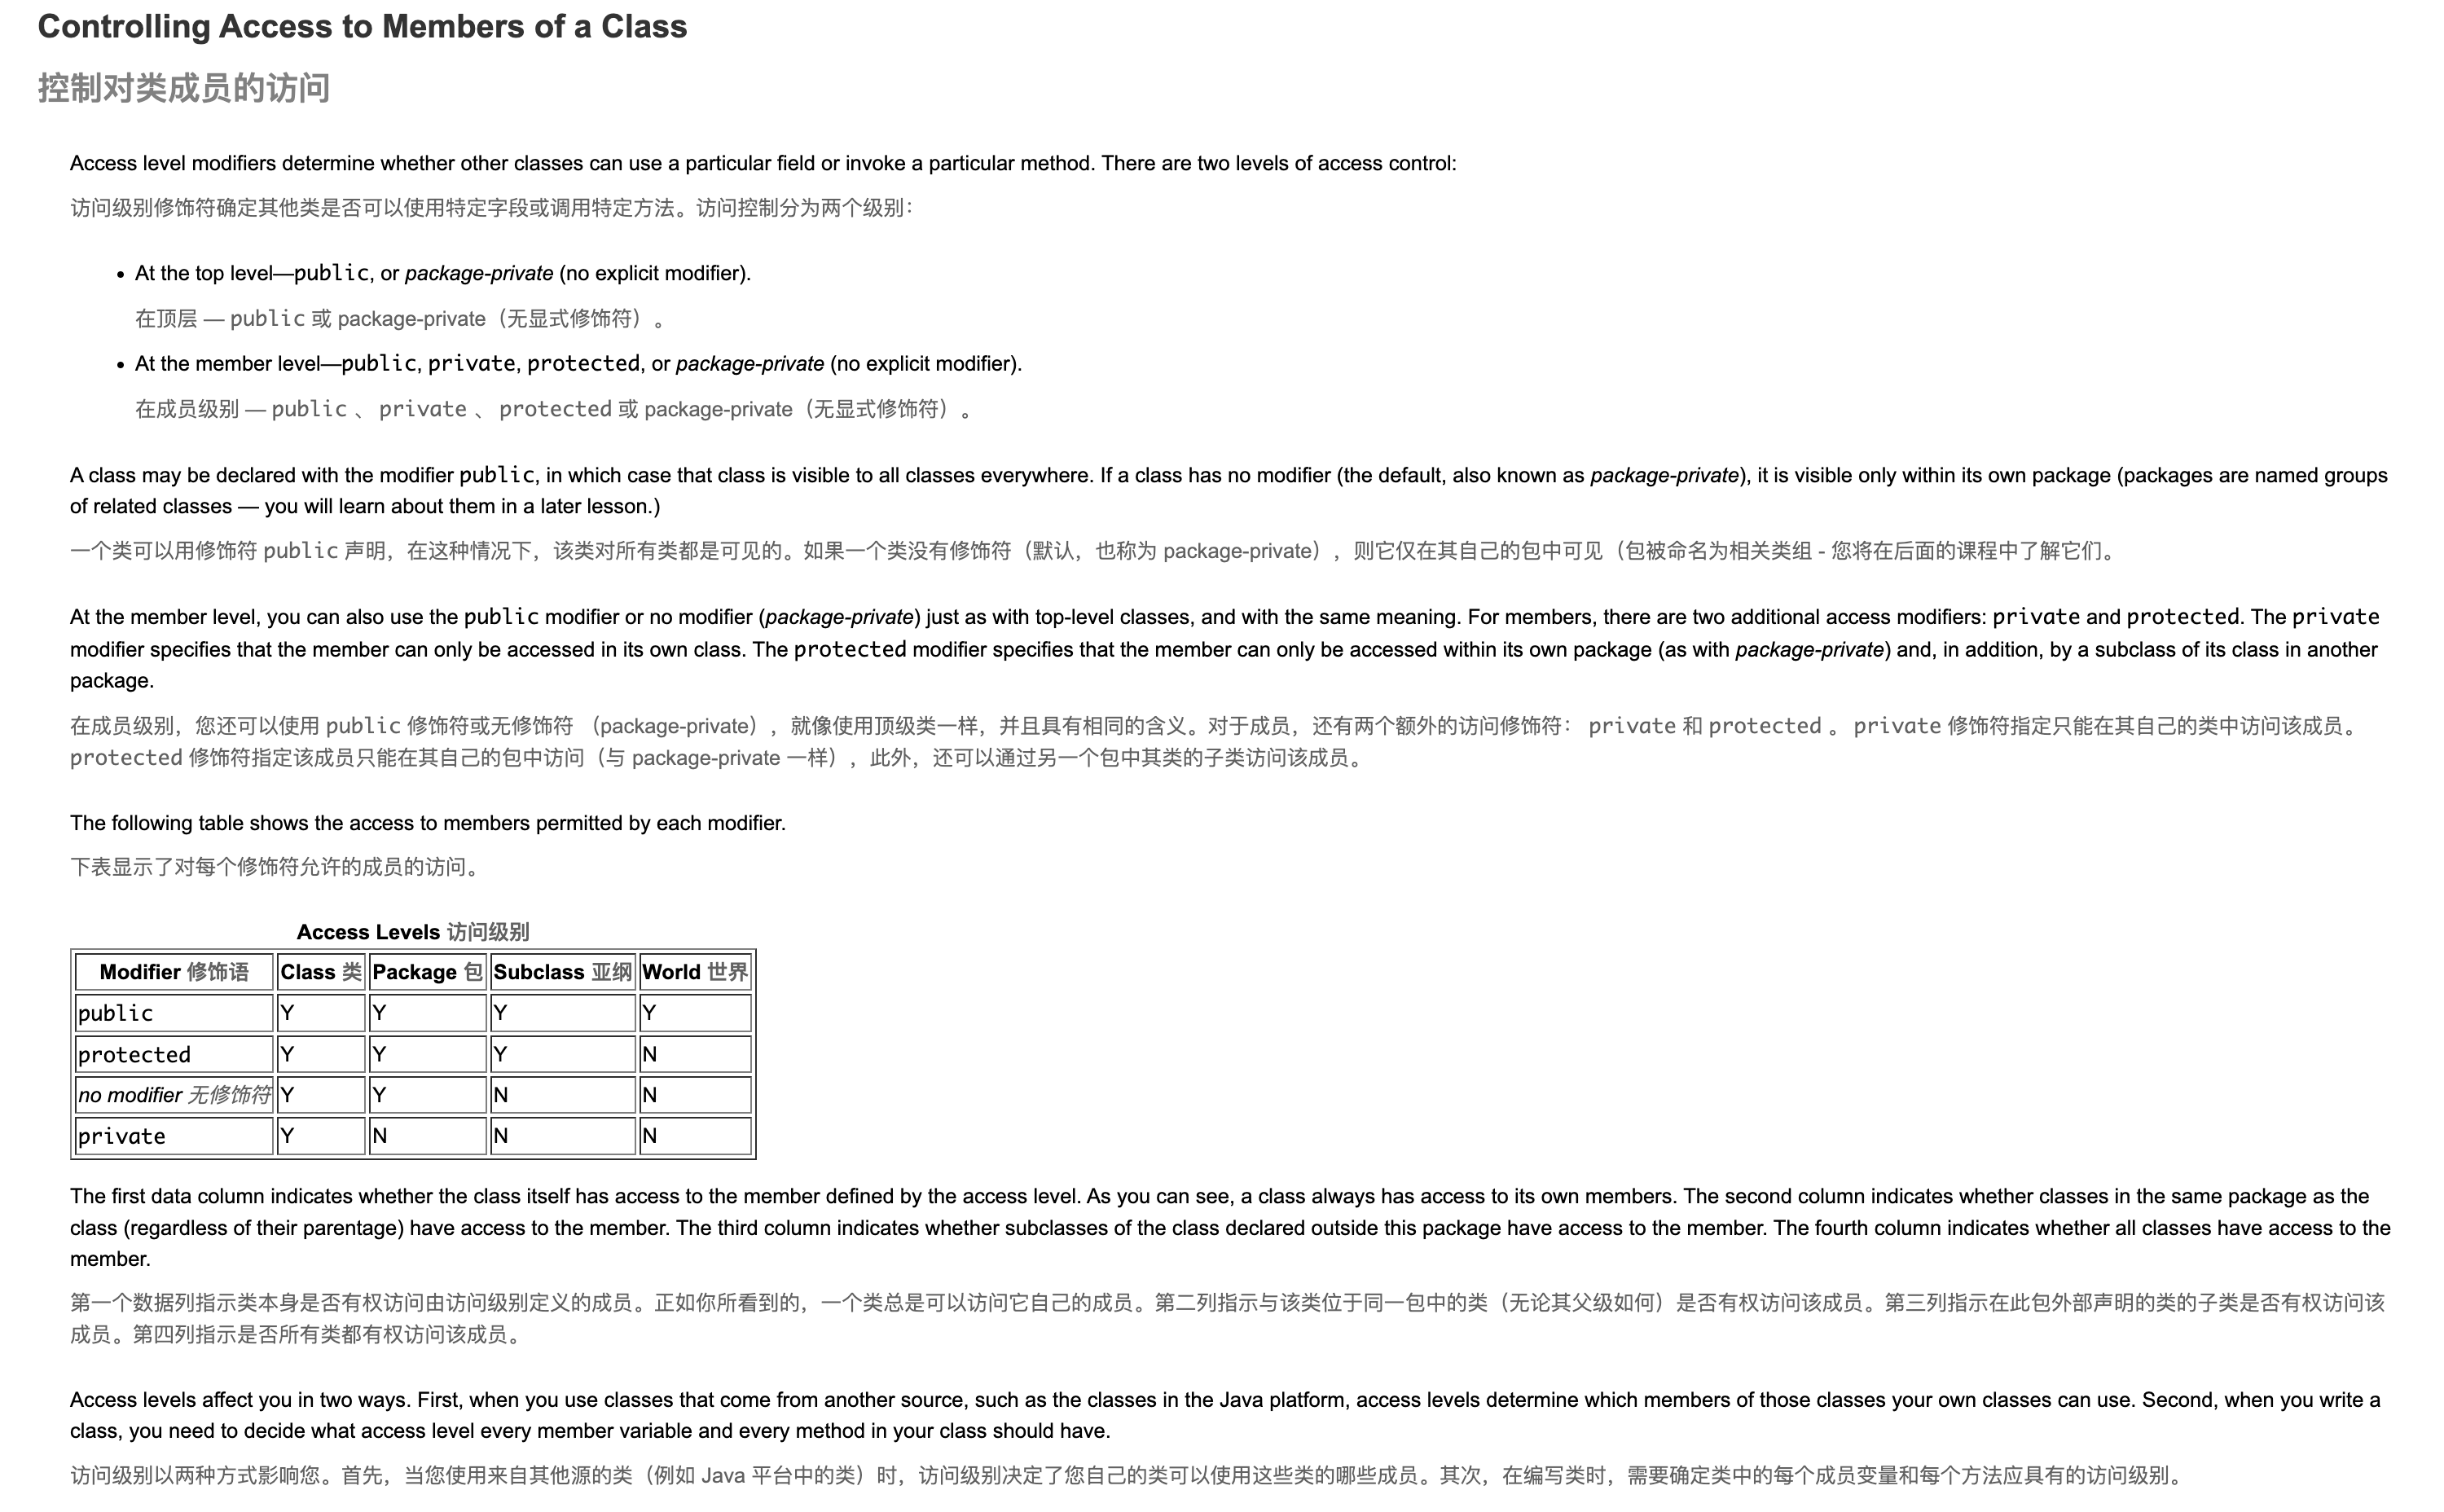 Controlling Access to Members of a Class
控制对类成员的访问
Access level modifiers determine whether other classes can use a particular field or invoke a particular method. There are two levels of access control:
访问级别修饰符确定其他类是否可以使用特定字段或调用特定方法。访问控制分为两个级别：
• At the top level—public, or package-private (no explicit modifier).
在顶层 — public 或 package-private（无显式修饰符）。
• At the member level—public, private, protected, or package-private (no explicit modifier).
在成员级别 — public 、 private 、 protected 或 package-private（无显式修饰符）。
A class may be declared with the modifier public, in which case that class is visible to all classes everywhere. If a class has no modifier (the default, also known as package-private), it is visible only within its own package (packages are named groups
of related classes — you will learn about them in a later lesson.)
一个类可以用修饰符 public 声明，在这种情况下，该类对所有类都是可见的。如果一个类没有修饰符（默认，也称为 package-private），则它仅在其自己的包中可见（包被命名为相关类组 - 您将在后面的课程中了解它们。
At the member level, you can also use the public modifier or no modifier (package-private) just as with top-level classes, and with the same meaning. For members, there are two additional access modifiers: private and protected. The private
modifier specifies that the member can only be accessed in its own class. The protected modifier specifies that the member can only be accessed within its own package (as with package-private) and, in addition, by a subclass of its class in another
package.
在成员级别，您还可以使用 public 修饰符或无修饰符 （package-private），就像使用顶级类一样，并且具有相同的含义。对于成员，还有两个额外的访问修饰符： private 和 protected 。 private 修饰符指定只能在其自己的类中访问该成员。
protected 修饰符指定该成员只能在其自己的包中访问（与 package-private 一样），此外，还可以通过另一个包中其类的子类访问该成员。
The following table shows the access to members permitted by each modifier.
下表显示了对每个修饰符允许的成员的访问。
Access Levels 访问级别
Modifier 修饰语 Class 类 Package 包 Subclass 亚纲 World 世界
public Y Y Y Y
protected Y Y Y N
no modifier 无修饰符 Y Y N N
private Y N N N
The first data column indicates whether the class itself has access to the member defined by the access level. As you can see, a class always has access to its own members. The second column indicates whether classes in the same package as the
class (regardless of their parentage) have access to the member. The third column indicates whether subclasses of the class declared outside this package have access to the member. The fourth column indicates whether all classes have access to the
member.
第一个数据列指示类本身是否有权访问由访问级别定义的成员。正如你所看到的，一个类总是可以访问它自己的成员。第二列指示与该类位于同一包中的类（无论其父级如何）是否有权访问该成员。第三列指示在此包外部声明的类的子类是否有权访问该
成员。第四列指示是否所有类都有权访问该成员。
Access levels affect you in two ways. First, when you use classes that come from another source, such as the classes in the Java platform, access levels determine which members of those classes your own classes can use. Second, when you write a
class, you need to decide what access level every member variable and every method in your class should have.
访问级别以两种方式影响您。首先，当您使用来自其他源的类（例如 Java 平台中的类）时，访问级别决定了您自己的类可以使用这些类的哪些成员。其次，在编写类时，需要确定类中的每个成员变量和每个方法应具有的访问级别。